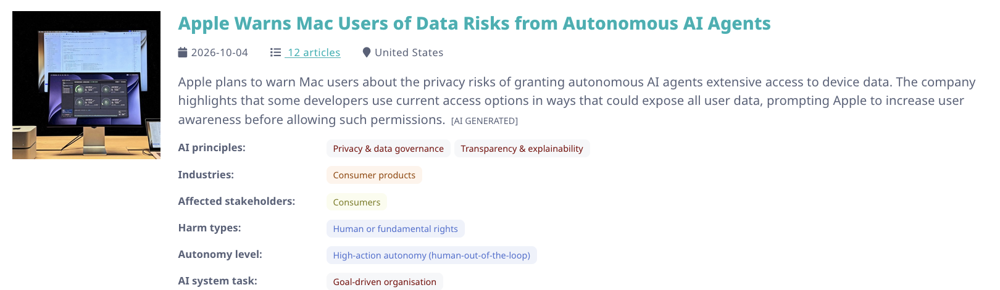 Apple Warns Mac Users of Data Risks from Autonomous AI Agents
2026-10-04 12 articles United States
Apple plans to warn Mac users about the privacy risks of granting autonomous AI agents extensive access to device data. The company
highlights that some developers use current access options in ways that could expose all user data, prompting Apple to increase user
awareness before allowing such permissions. [AI GENERATED]
AI principles: Privacy & data governance Transparency & explainability
Industries: Consumer products
Affected stakeholders: Consumers
Harm types: Human or fundamental rights
Autonomy level: High-action autonomy (human-out-of-the-loop)
AI system task: Goal-driven organisation